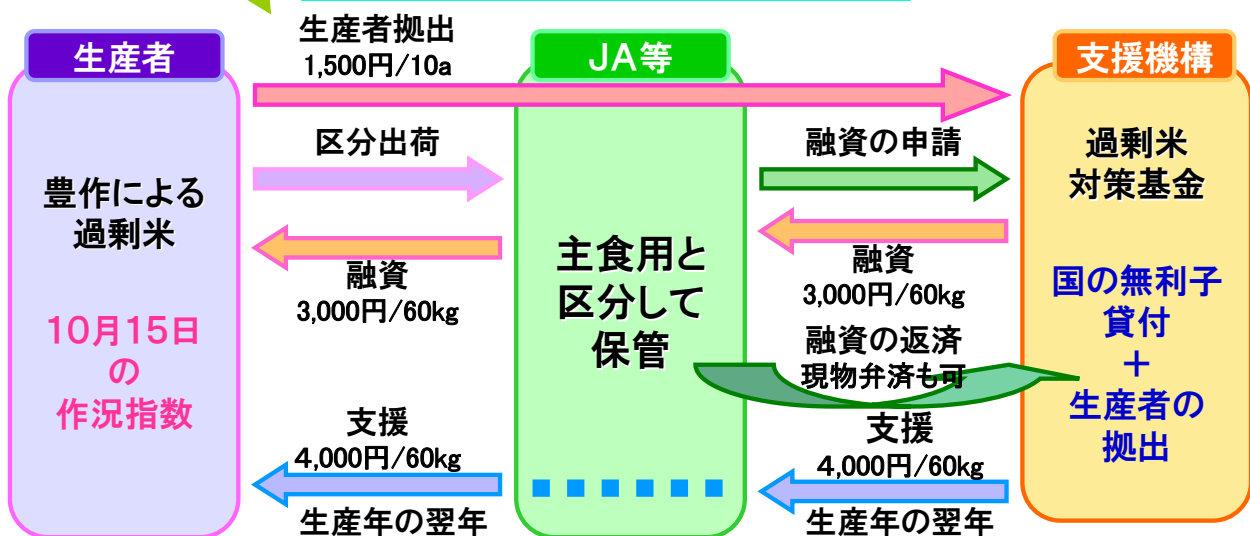 生産者
豊作による
過剰米
10月15日
の
作況指数
生産者拠出
1,500円/10a
区分出荷
融資
3,000円/60kg
支援
4,000円/60kg
生産年の翌年
JA等
主食用と
区分して
保管
融資の申請
融資
3,000円/60kg
融資の返済
現物弁済も可
支援
4,000円/60kg
生産年の翌年
支援機構
過剰米
対策基金
国の無利子
貸付
+
生産者の
拠出